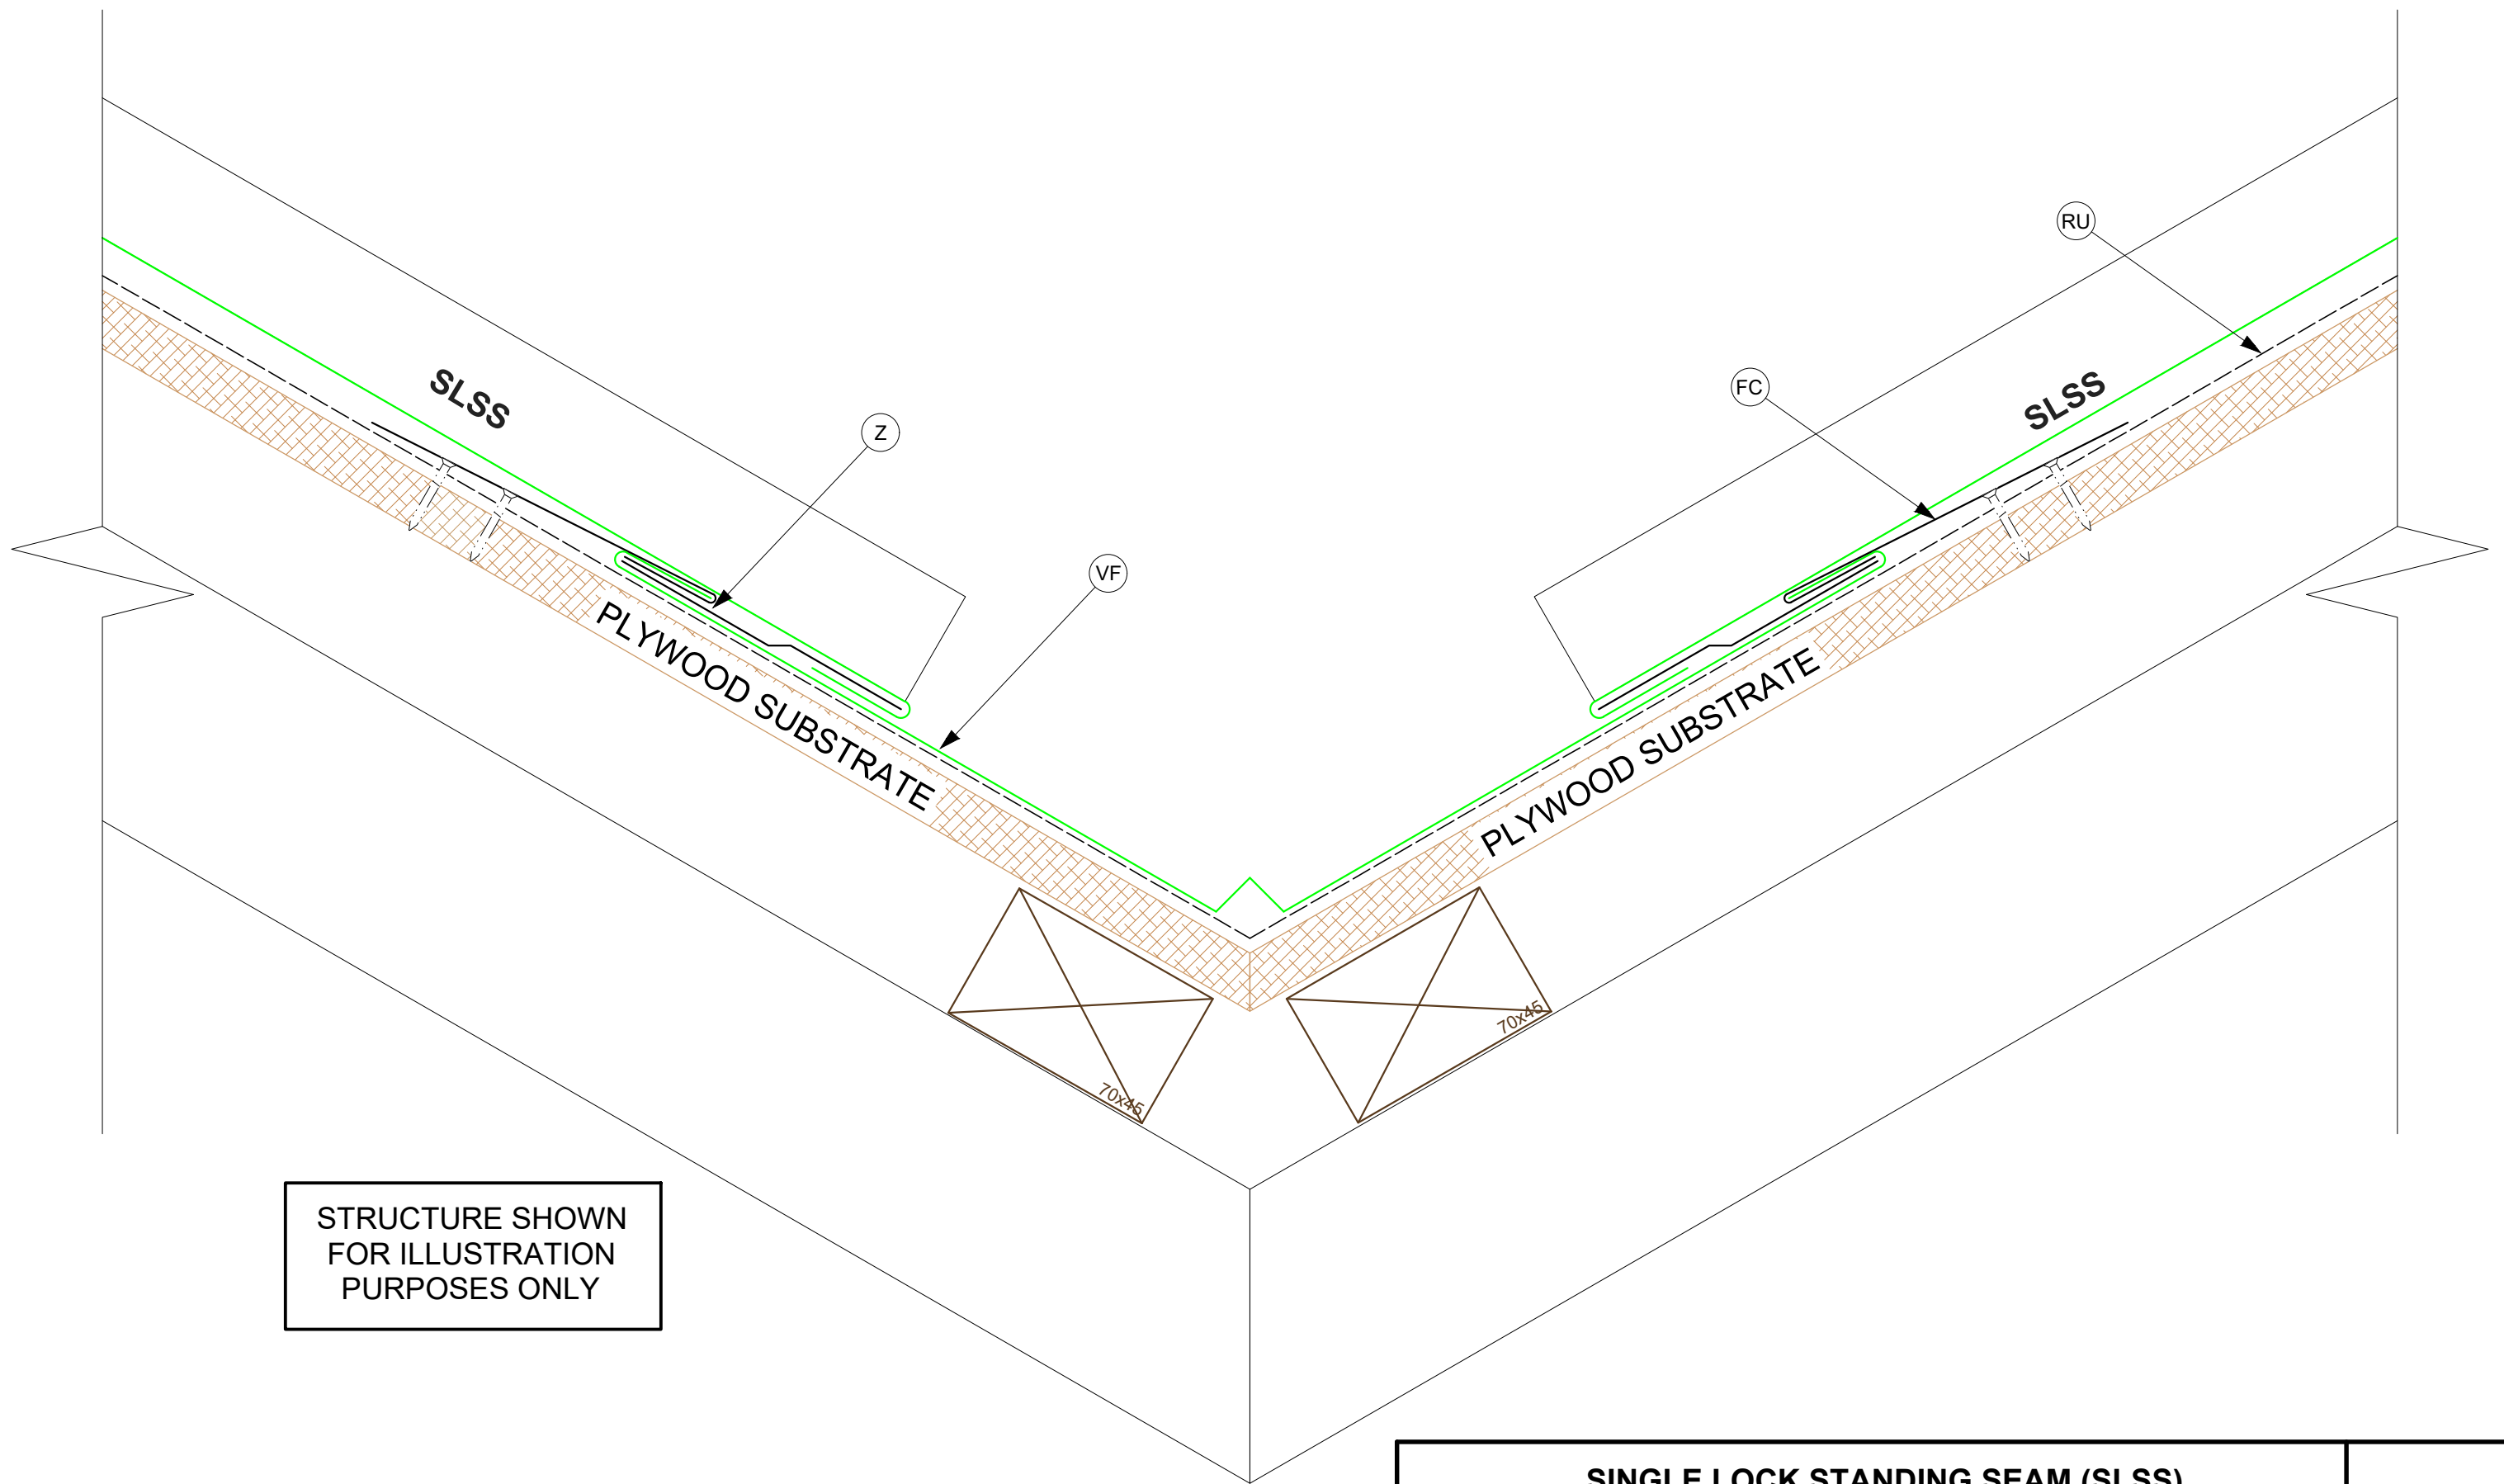 RU
FC
SLSS
SLSS
Z
VF
PLYWOOD SUBSTRATE
PLYWOOD SUBSTRATE
70x45
70x45
STRUCTURE SHOWN
FOR ILLUSTRATION
PURPOSES ONLY
SINGLE LOCK STANDING SEAM (SLSS)